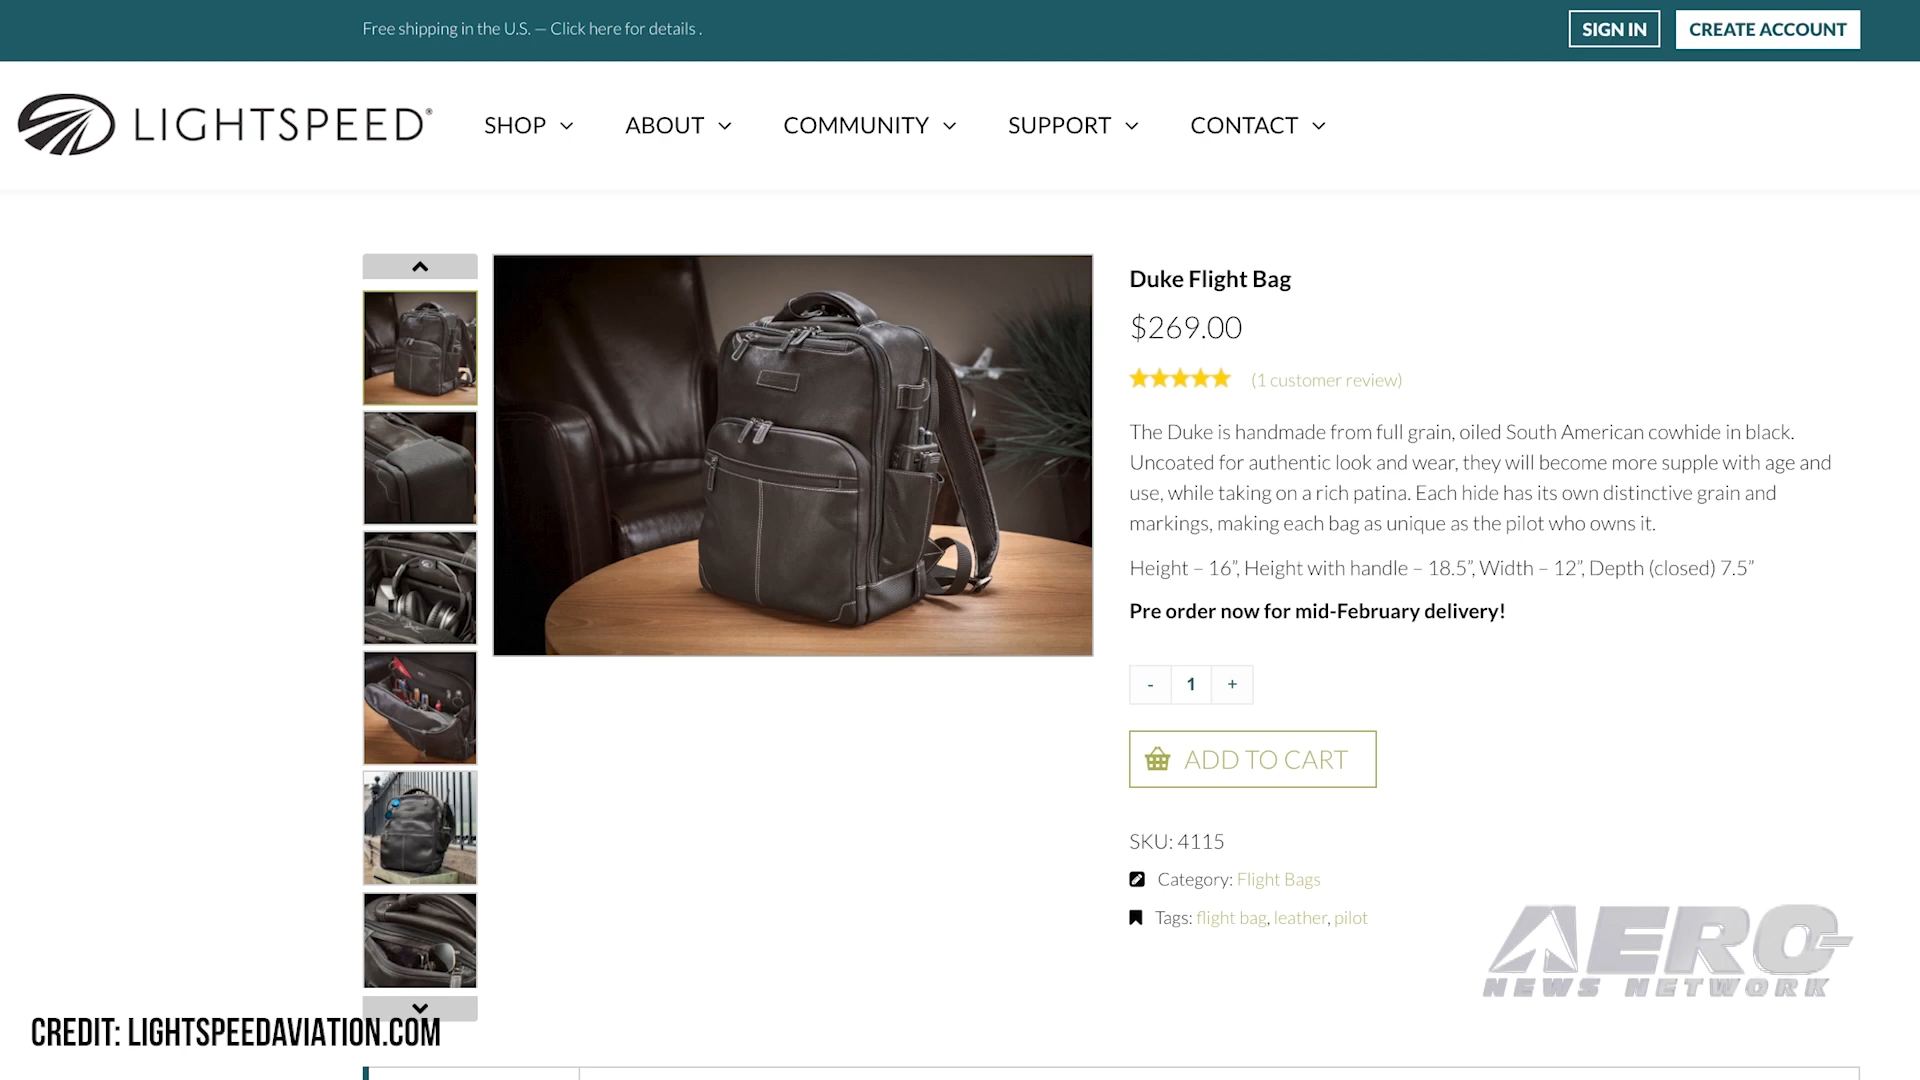 Free shipping in the U.S. — Click here for details .
SIGN IN
CREATE ACCOUNT
LIGHTSPEED®
SHOP
ABOUT
COMMUNITY
SUPPORT
CONTACT
Duke Flight Bag
$269.00
(1 customer review)
The Duke is handmade from full grain, oiled South American cowhide in black.
Uncoated for authentic look and wear, they will become more supple with age and
use, while taking on a rich patina. Each hide has its own distinctive grain and
markings, making each bag as unique as the pilot who owns it.
Height – 16”, Height with handle – 18.5”, Width – 12”, Depth (closed) 7.5”
Pre order now for mid-February delivery!
- 1 +
ADD TO CART
SKU: 4115
Category: Flight Bags
Tags: flight bag, leather, pilot
AERO-
NEWS NETWORK
CREDIT: LIGHTSPEEDAVIATION.COM